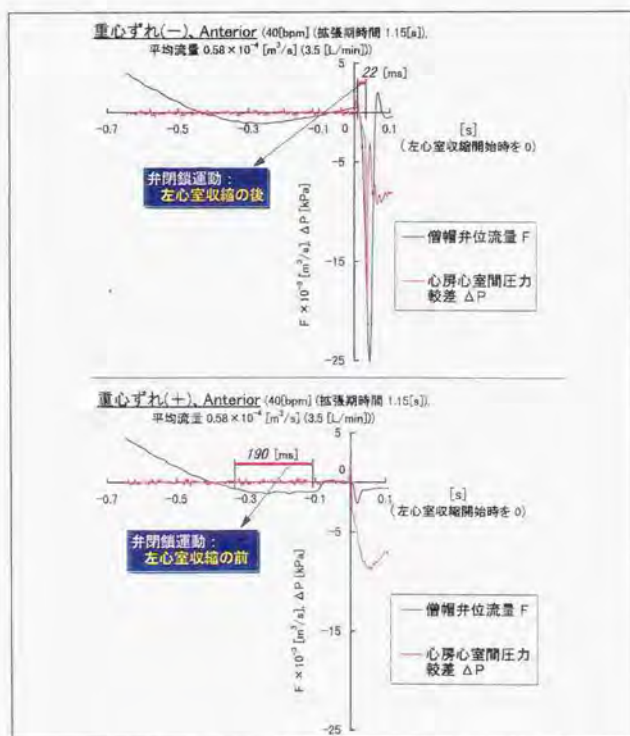 重心ずれ(−)、Anterior (40[bpm] (拡張期時間 1.15[s]),
平均流量 0.58×10⁻⁴ [m³/s] (3.5 [L/min]))
5
22 [ms]
0
-0.7
-0.5
-0.3
-0.1
0.1
[s]
(左心室収縮開始時を 0)
弁閉鎖運動：
左心室収縮の後
-5
-15
-25
F×10⁻³ [m³/s], ΔP [kPa]
僧帽弁位流量 F
心房心室間圧力
較差 ΔP
重心ずれ(+)、Anterior (40[bpm] (拡張期時間 1.15[s]),
平均流量 0.58×10⁻⁴ [m³/s] (3.5 [L/min]))
5
190 [ms]
0
-0.7
-0.5
-0.3
-0.1
0.1
[s]
(左心室収縮開始時を 0)
弁閉鎖運動：
左心室収縮の前
-5
-15
-25
F×10⁻³ [m³/s], ΔP [kPa]
僧帽弁位流量 F
心房心室間圧力
較差 ΔP